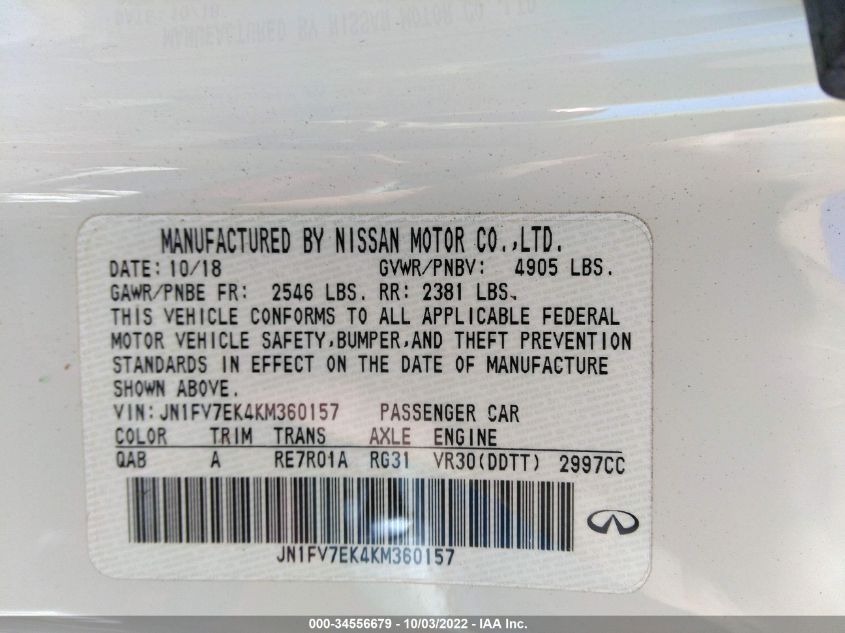 MANUFACTURED BY NISSAN MOTOR CO.,LTD.
DATE: 10/18 GVWR/PNBV: 4905 LBS.
GAWR/PNBE FR: 2546 LBS. RR: 2381 LBS.
THIS VEHICLE CONFORMS TO ALL APPLICABLE FEDERAL
MOTOR VEHICLE SAFETY,BUMPER,AND THEFT PREVENTION
STANDARDS IN EFFECT ON THE DATE OF MANUFACTURE
SHOWN ABOVE.
VIN:JN1FV7EK4KM360157 PASSENGER CAR
COLOR TRIM TRANS AXLE ENGINE
QAB A RE7R01A RG31 VR30(DDTT) 2997CC
JN1FV7EK4KM360157
000-34556679 - 10/03/2022 - IAA Inc.